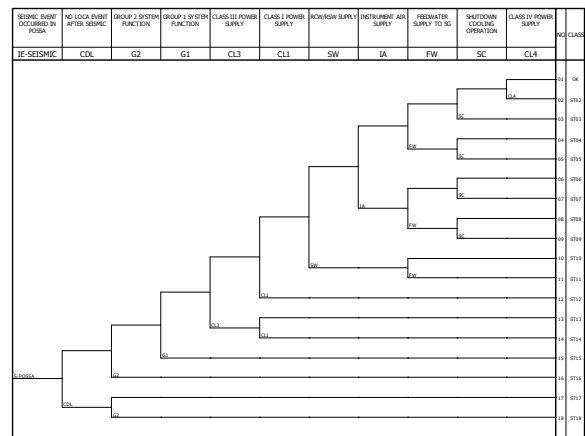 SEISMIC EVENT OCCURRED IN POSSA
NO LOCA EVENT AFTER SEISMIC
GROUP 2 SYSTEM FUNCTION
GROUP 1 SYSTEM FUNCTION
CLASS III POWER SUPPLY
CLASS I POWER SUPPLY
RCW/RSW SUPPLY
INSTRUMENT AIR SUPPLY
FEEDWATER SUPPLY TO SG
SHUTDOWN COOLING OPERATION
CLASS IV POWER SUPPLY
NO CLASS
IE-SEISMIC CDL G2 G1 CL3 CL1 SW IA FW SC CL4
01 OK
CL4 02 ST02
SC 03 ST03
04 ST04
FW
SC 05 ST05
06 ST06
SC 07 ST07
IA
08 ST08
FW
SC 09 ST09
10 ST10
SW
FW 11 ST11
CL1 12 ST12
13 ST13
CL3
CL1 14 ST14
G1 15 ST15
S-POSSA
G2 16 ST16
17 ST17
CDL
G2 18 ST18